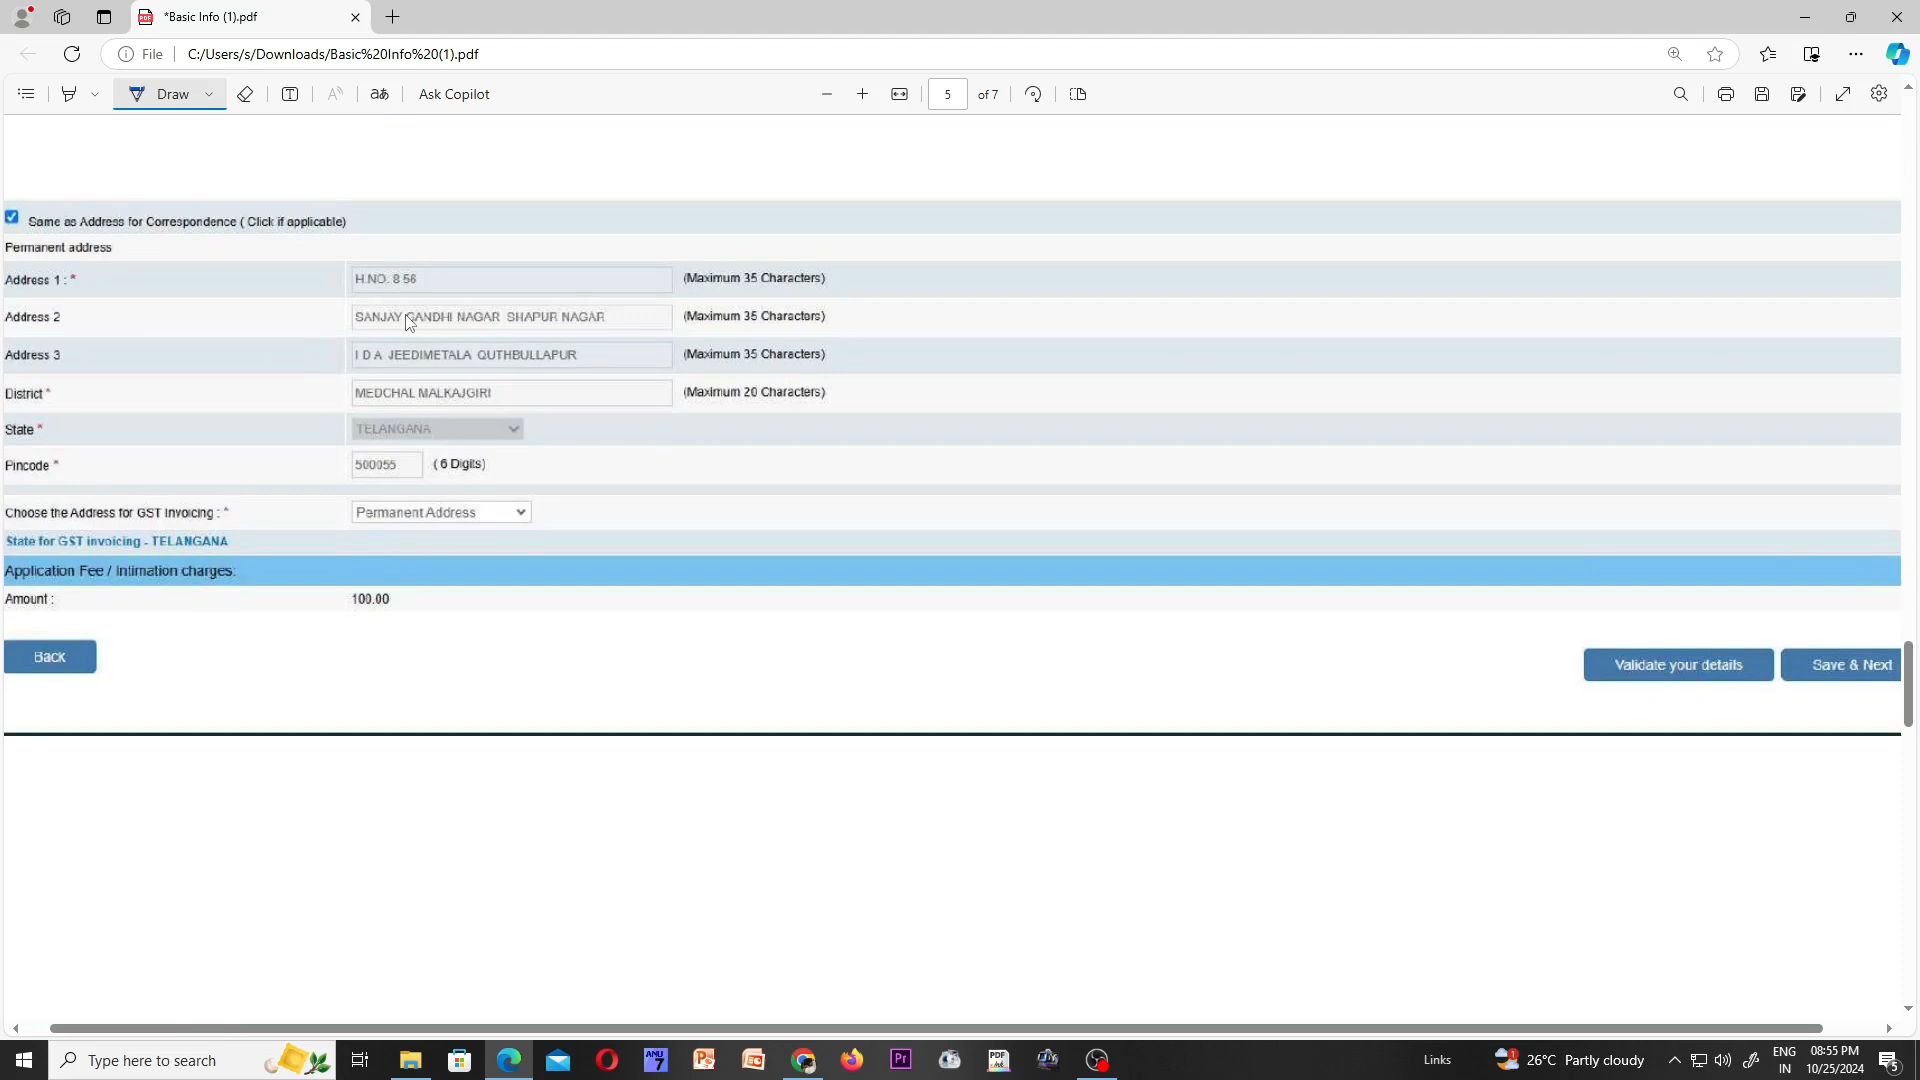 *Basic Info (1).pdf
File
C:/Users/s/Downloads/Basic%20Info%20(1).pdf
Draw
aあ
Ask Copilot
5 of 7
Same as Address for Correspondence ( Click if applicable)
Permanent address
Address 1 : * H.NO. 8 56 (Maximum 35 Characters)
Address 2 SANJAY GANDHI NAGAR SHAPUR NAGAR (Maximum 35 Characters)
Address 3 I D A JEEDIMETALA QUTHBULLAPUR (Maximum 35 Characters)
District * MEDCHAL MALKAJGIRI (Maximum 20 Characters)
State * TELANGANA
Pincode * 500055 ( 6 Digits)
Choose the Address for GST Invoicing : * Permanent Address
State for GST invoicing - TELANGANA
Application Fee / Intimation charges:
Amount : 100.00
Back
Validate your details Save & Next
Type here to search
Links
26°C Partly cloudy
ENG
IN
08:55 PM
10/25/2024
5